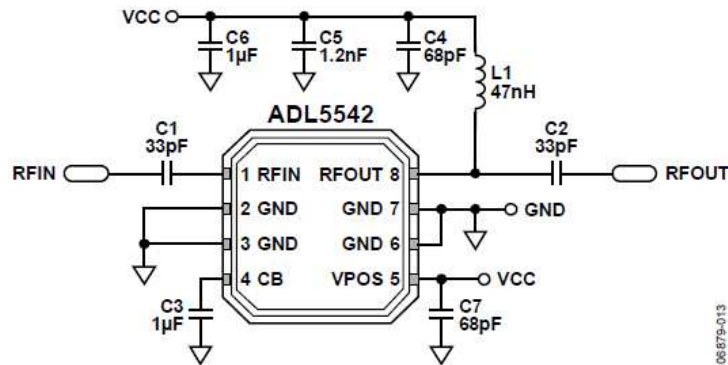 VCC
C6
1µF
C5
1.2nF
C4
68pF
L1
47nH
ADL5542
C1
33pF
C2
33pF
RFIN
1 RFIN
RFOUT 8
RFOUT
2 GND
GND 7
GND
3 GND
GND 6
4 CB
VPOS 5
VCC
C3
1µF
C7
68pF
06879-013